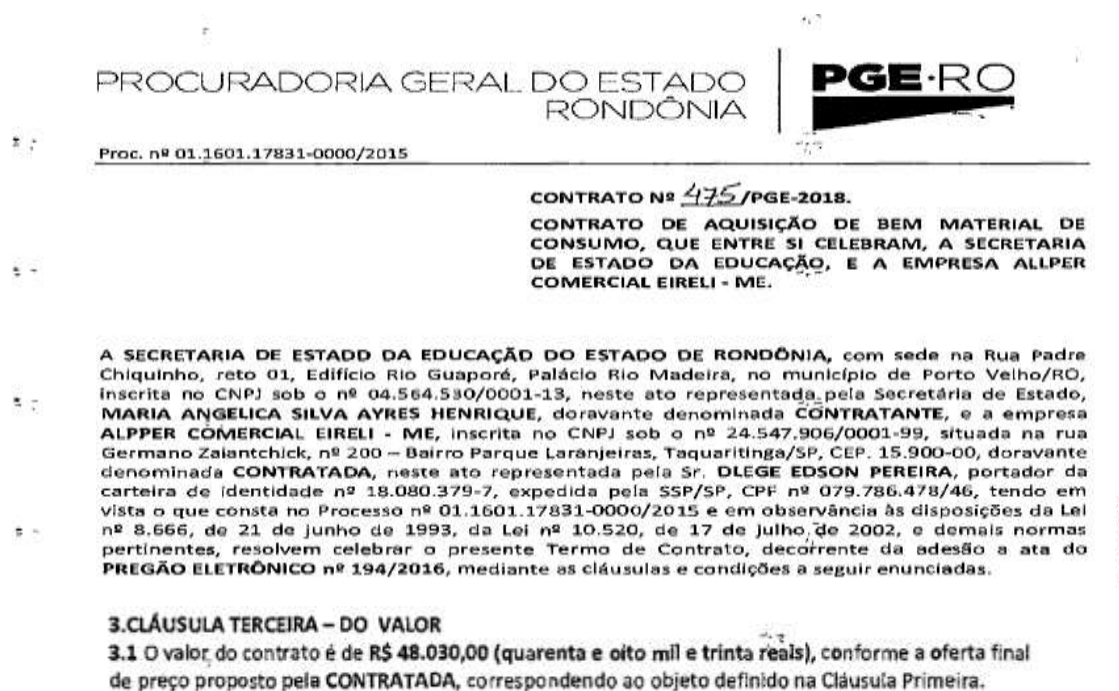 PROCURADORIA GERAL DO ESTADO
RONDÔNIA
PGE·RO
Proc. nº 01.1601.17831-0000/2015
CONTRATO Nº 475/PGE-2018.
CONTRATO DE AQUISIÇÃO DE BEM MATERIAL DE
CONSUMO, QUE ENTRE SI CELEBRAM, A SECRETARIA
DE ESTADO DA EDUCAÇÃO, E A EMPRESA ALLPER
COMERCIAL EIRELI - ME.
A SECRETARIA DE ESTADD DA EDUCAÇÃD DO ESTADO DE RONDÔNIA, com sede na Rua Padre
Chiquinho, reto 01, Edifício Rio Guaporé, Palácio Rio Madeira, no município de Porto Velho/RO,
inscrita no CNPJ sob o nº 04.564.530/0001-13, neste ato representada pela Secretária de Estado,
MARIA ANGELICA SILVA AYRES HENRIQUE, doravante denominada CONTRATANTE, e a empresa
ALPPER COMERCIAL EIRELI - ME, inscrita no CNPJ sob o nº 24.547.906/0001-99, situada na rua
Germano Zaiantchick, nº 200 – Bairro Parque Laranjeiras, Taquaritinga/SP, CEP. 15.900-00, doravante
denominada CONTRATADA, neste ato representada pela Sr. DLEGE EDSON PEREIRA, portador da
carteira de identidade nº 18.080.379-7, expedida pela SSP/SP, CPF nº 079.786.478/46, tendo em
vista o que consta no Processo nº 01.1601.17831-0000/2015 e em observância às disposições da Lei
nº 8.666, de 21 de junho de 1993, da Lei nº 10.520, de 17 de julho de 2002, e demais normas
pertinentes, resolvem celebrar o presente Termo de Contrato, decorrente da adesão a ata do
PREGÃO ELETRÔNICO nº 194/2016, mediante as cláusulas e condições a seguir enunciadas.
3.CLÁUSULA TERCEIRA – DO VALOR
3.1 O valor do contrato é de R$ 48.030,00 (quarenta e oito mil e trinta reais), conforme a oferta final
de preço proposto pela CONTRATADA, correspondendo ao objeto definido na Cláusula Primeira.